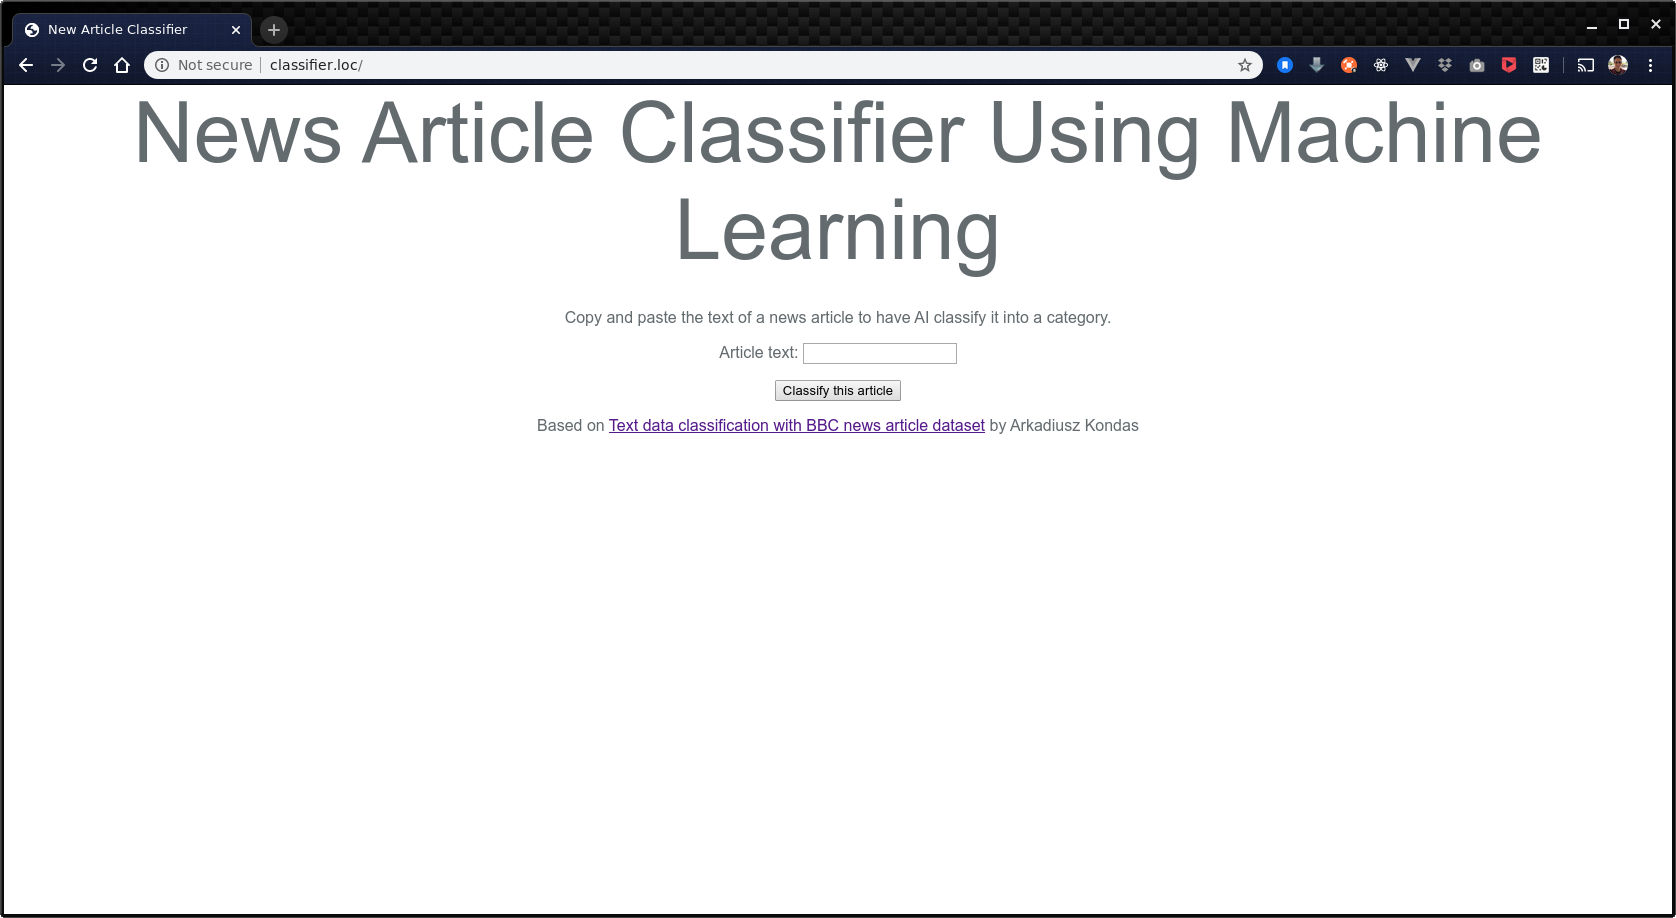 New Article Classifier
Not secure | classifier.loc/
News Article Classifier Using Machine
Learning
Copy and paste the text of a news article to have AI classify it into a category.
Article text:
Classify this article
Based on Text data classification with BBC news article dataset by Arkadiusz Kondas